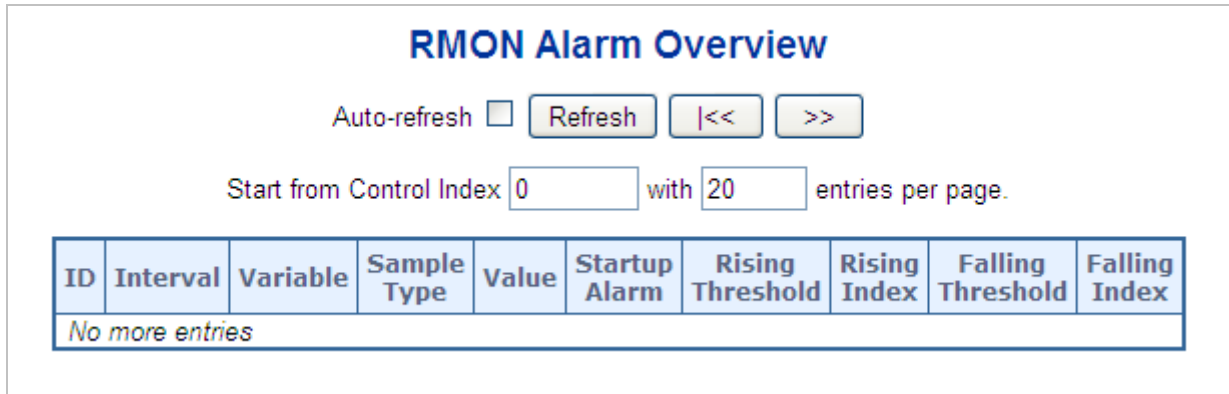 RMON Alarm Overview
Auto-refresh Refresh |<< >>
Start from Control Index 0 with 20 entries per page.
ID Interval Variable Sample Type Value Startup Alarm Rising Threshold Rising Index Falling Threshold Falling Index
No more entries